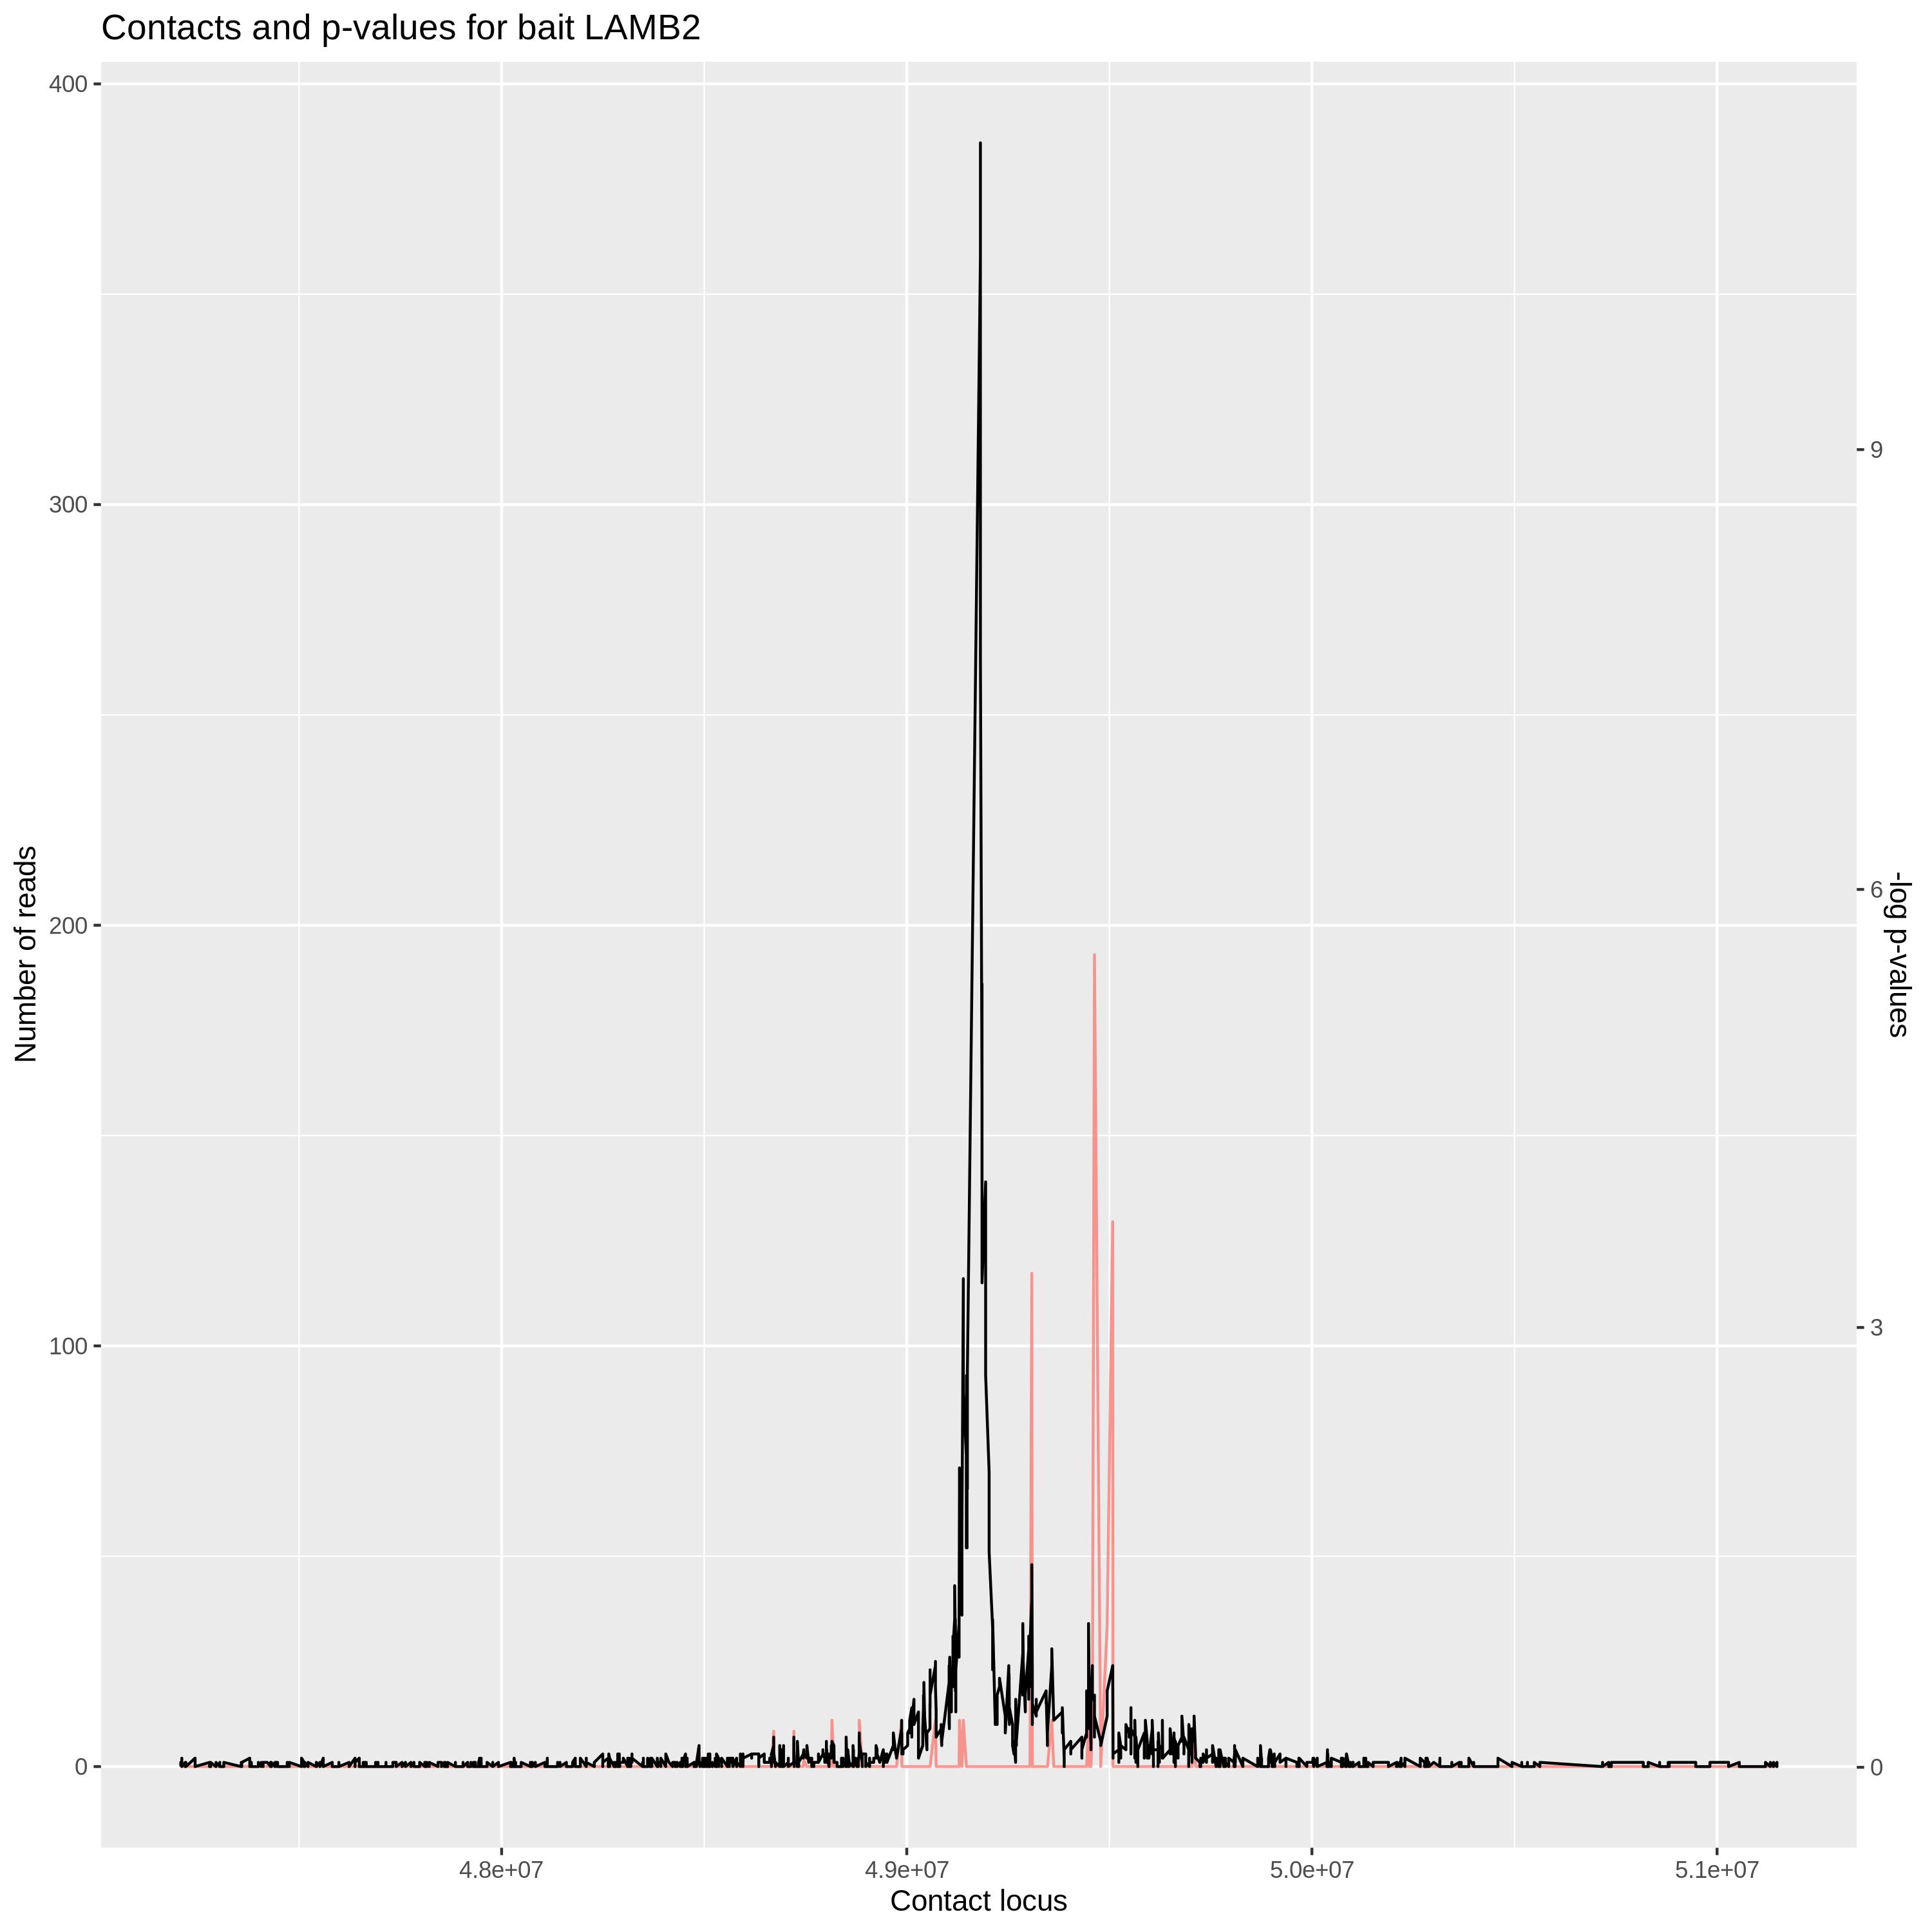 Contacts and p-values for bait LAMB2
400
300
200
100
0
Number of reads
9
6
3
0
-log p-values
4.8e+07
4.9e+07
5.0e+07
5.1e+07
Contact locus